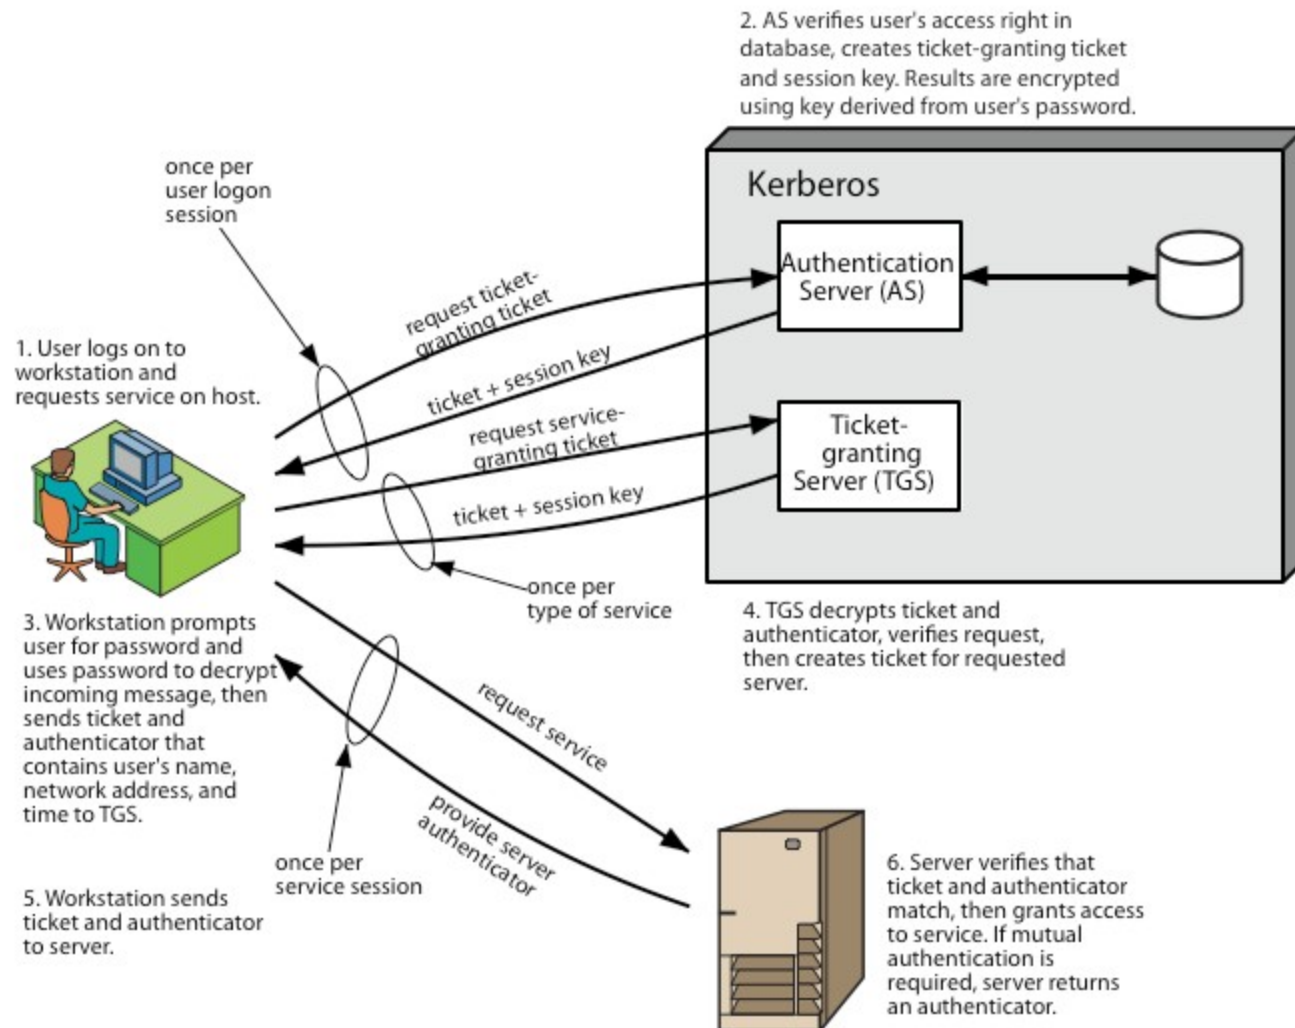 2. AS verifies user's access right in
database, creates ticket-granting ticket
and session key. Results are encrypted
using key derived from user's password.
once per
user logon
session
Kerberos
Authentication
Server (AS)
request ticket-
granting ticket
1. User logs on to
workstation and
requests service on host.
ticket + session key
request service-
granting ticket
Ticket-
granting
Server (TGS)
ticket + session key
once per
type of service
3. Workstation prompts
user for password and
uses password to decrypt
incoming message, then
sends ticket and
authenticator that
contains user's name,
network address, and
time to TGS.
4. TGS decrypts ticket and
authenticator, verifies request,
then creates ticket for requested
server.
request service
provide server
authenticator
once per
service session
5. Workstation sends
ticket and authenticator
to server.
6. Server verifies that
ticket and authenticator
match, then grants access
to service. If mutual
authentication is
required, server returns
an authenticator.